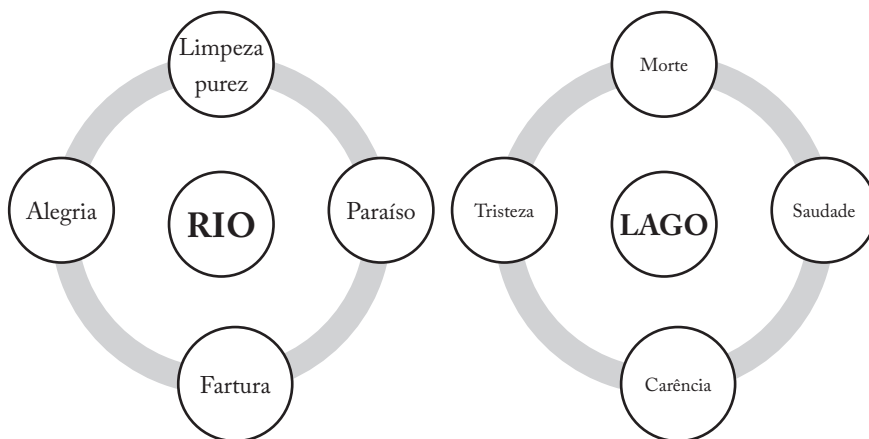 Limpeza
purez
Alegria
RIO
Paraíso
Fartura
Morte
Tristeza
LAGO
Saudade
Carência